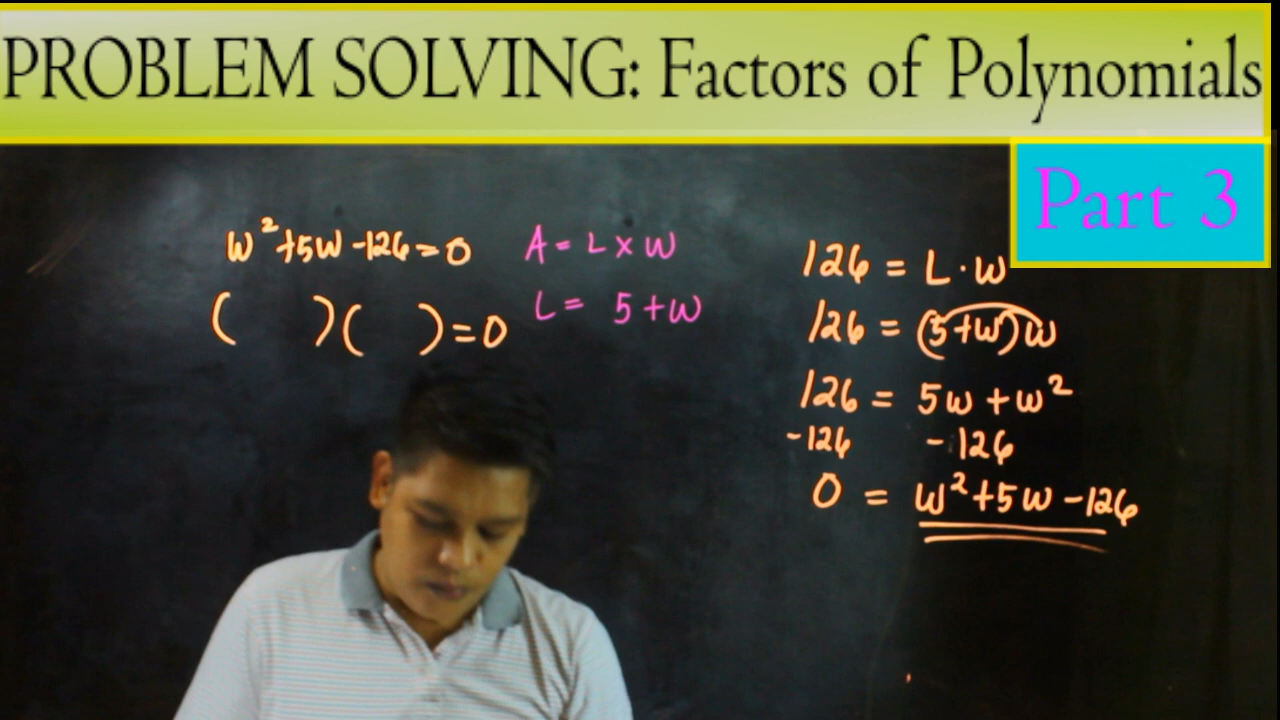 PROBLEM SOLVING: Factors of Polynomials
Part 3
w²+5w-126=0
(   )(   )=0
A = L x W
L = 5+w
126 = L·w
126 = (5+w)w
126 = 5w+w²
-126 -126
0 = w²+5w-126